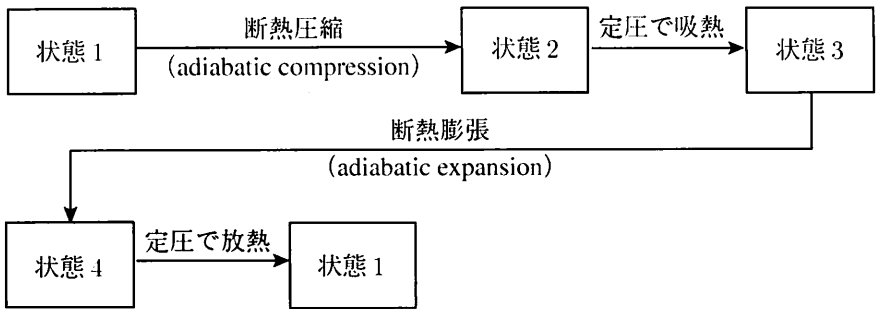 状態1
断熱圧縮
(adiabatic compression)
状態2
定圧で吸熱
状態3
断熱膨張
(adiabatic expansion)
状態4
定圧で放熱
状態1